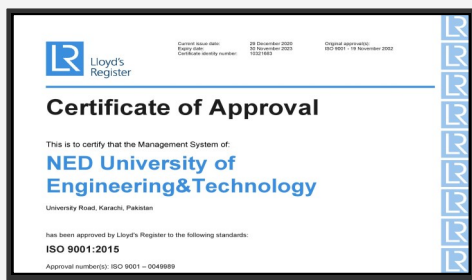 LR
Lloyd's
Register
Current issue date: 29 December 2020
Expiry date: 30 November 2023
Certificate identity number: 10321683
Original approval(s):
ISO 9001 - 19 November 2002
Certificate of Approval
This is to certify that the Management System of:
NED University of
Engineering&Technology
University Road, Karachi, Pakistan
has been approved by Lloyd's Register to the following standards:
ISO 9001:2015
Approval number(s): ISO 9001 – 0049989